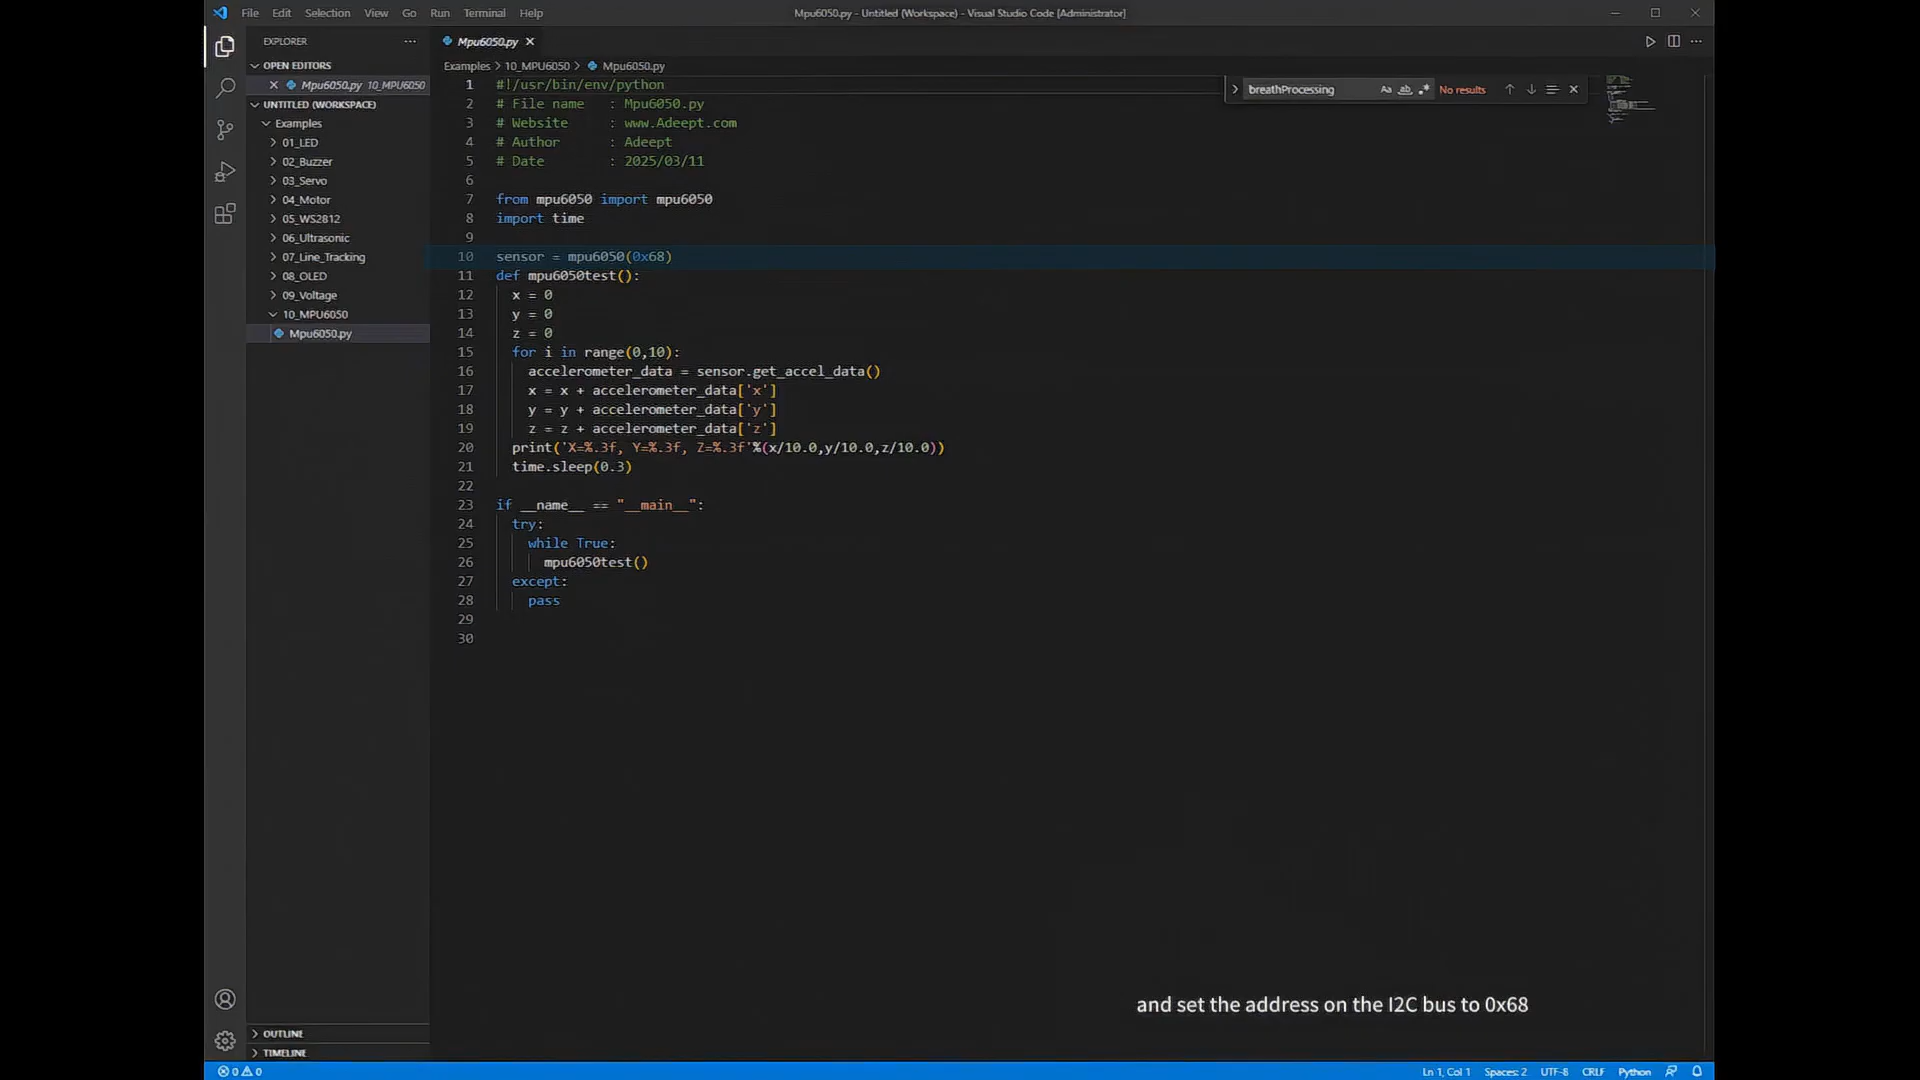 File Edit Selection View Go Run Terminal Help
Mpu6050.py - Untitled (Workspace) - Visual Studio Code [Administrator]
EXPLORER
OPEN EDITORS
Mpu6050.py 10_MPU6050
UNTITLED (WORKSPACE)
Examples
01_LED
02_Buzzer
03_Servo
04_Motor
05_WS2812
06_Ultrasonic
07_Line_Tracking
08_OLED
09_Voltage
10_MPU6050
Mpu6050.py
OUTLINE
TIMELINE
Mpu6050.py
Examples > 10_MPU6050 > Mpu6050.py
breathProcessing Aa ab .* No results
1 #!/usr/bin/env/python
2 # File name   : Mpu6050.py
3 # Website     : www.Adeept.com
4 # Author      : Adeept
5 # Date        : 2025/03/11
6
7 from mpu6050 import mpu6050
8 import time
9
10 sensor = mpu6050(0x68)
11 def mpu6050test():
12   x = 0
13   y = 0
14   z = 0
15   for i in range(0,10):
16     accelerometer_data = sensor.get_accel_data()
17     x = x + accelerometer_data['x']
18     y = y + accelerometer_data['y']
19     z = z + accelerometer_data['z']
20   print('X=%.3f, Y=%.3f, Z=%.3f'%(x/10.0,y/10.0,z/10.0))
21   time.sleep(0.3)
22
23 if __name__ == "__main__":
24   try:
25     while True:
26       mpu6050test()
27   except:
28     pass
29
30
and set the address on the I2C bus to 0x68
0 0
Ln 1, Col 1 Spaces: 2 UTF-8 CRLF Python